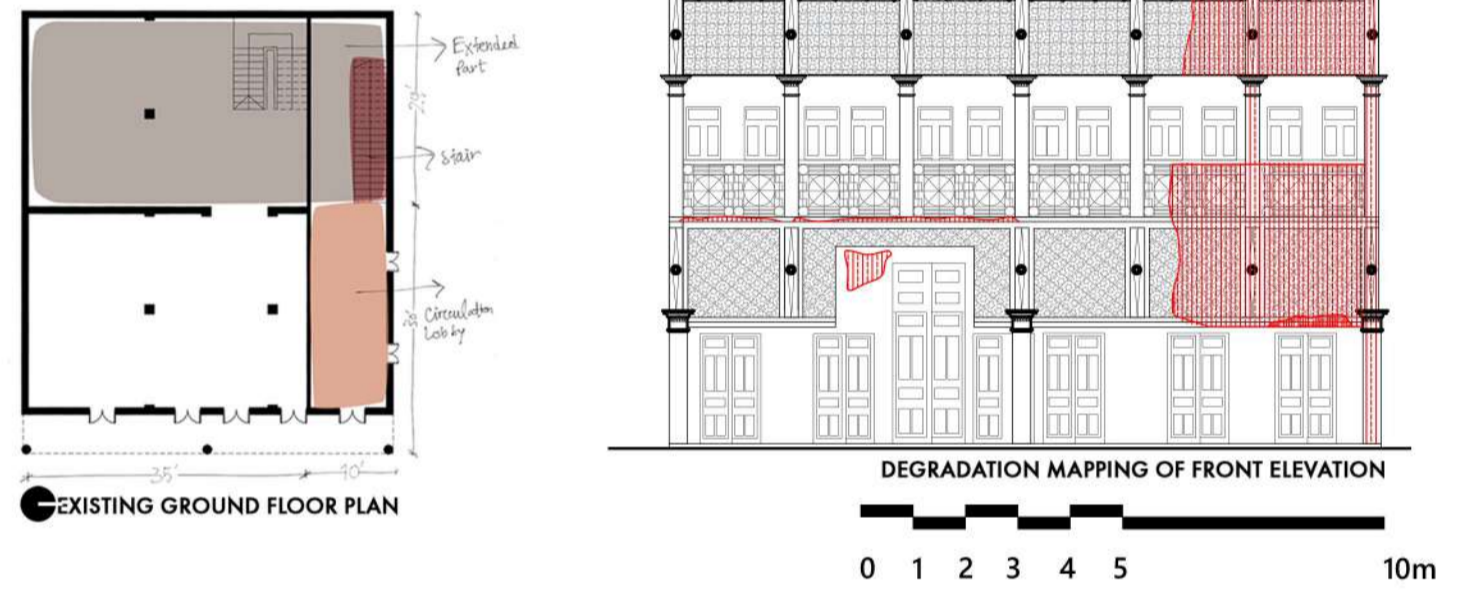 Extended
Part
20'
Stair
Circulation
Lobby
30'
35'
10'
EXISTING GROUND FLOOR PLAN
DEGRADATION MAPPING OF FRONT ELEVATION
0 1 2 3 4 5 10m